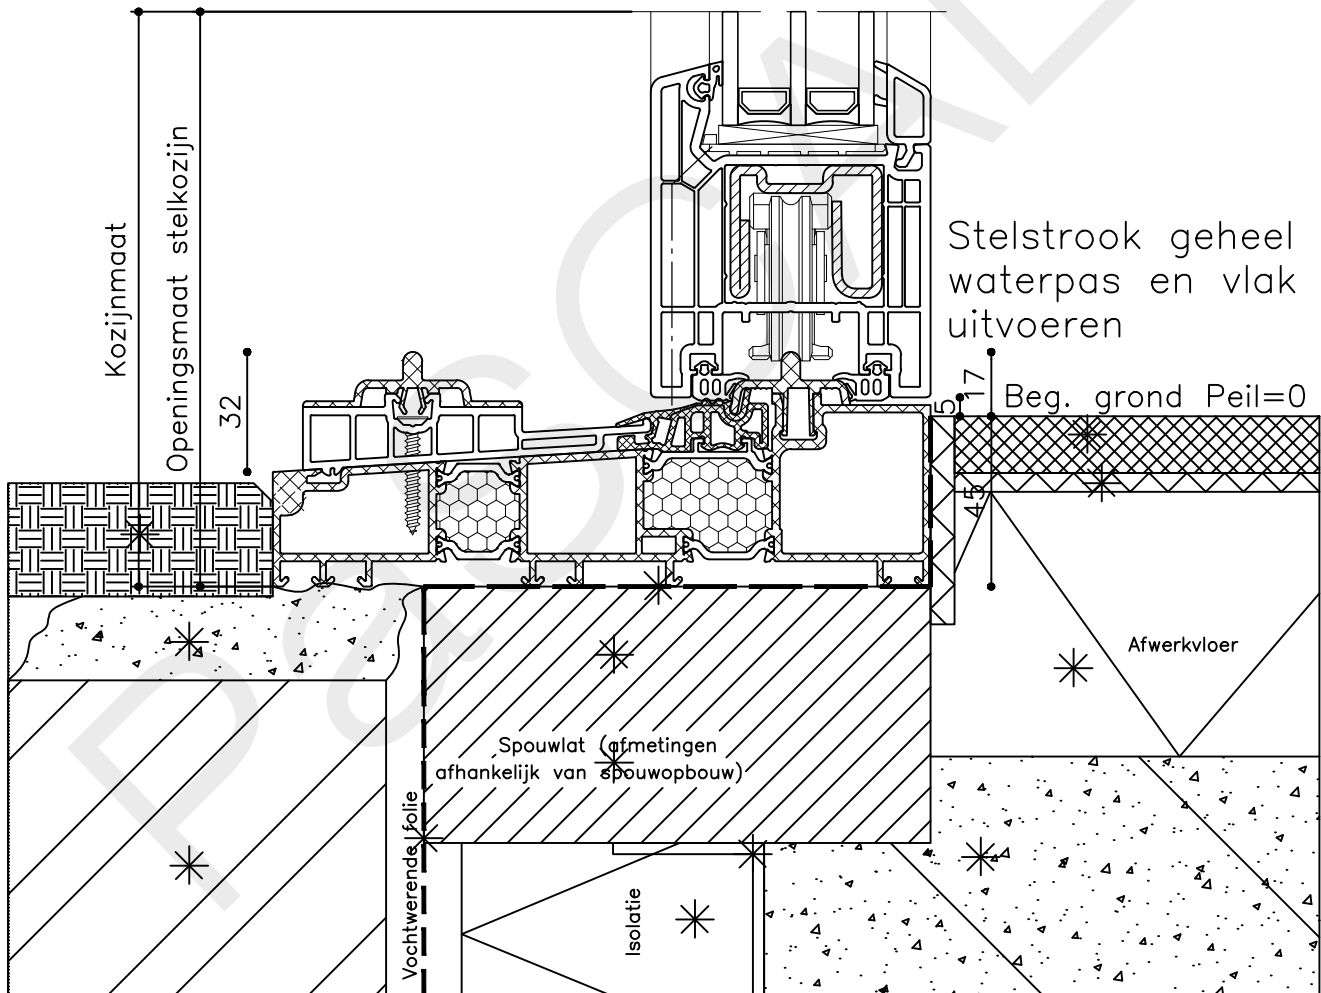 Kozijnmaat
Openingsmaat stelkozijn
32
Stelstrook geheel
waterpas en vlak
uitvoeren
17
5
Beg. grond Peil=0
45
Afwerkvloer
Spouwlat (afmetingen
afhankelijk van spouwopbouw)
Vochtwerende folie
Isolatie
PaSCAL